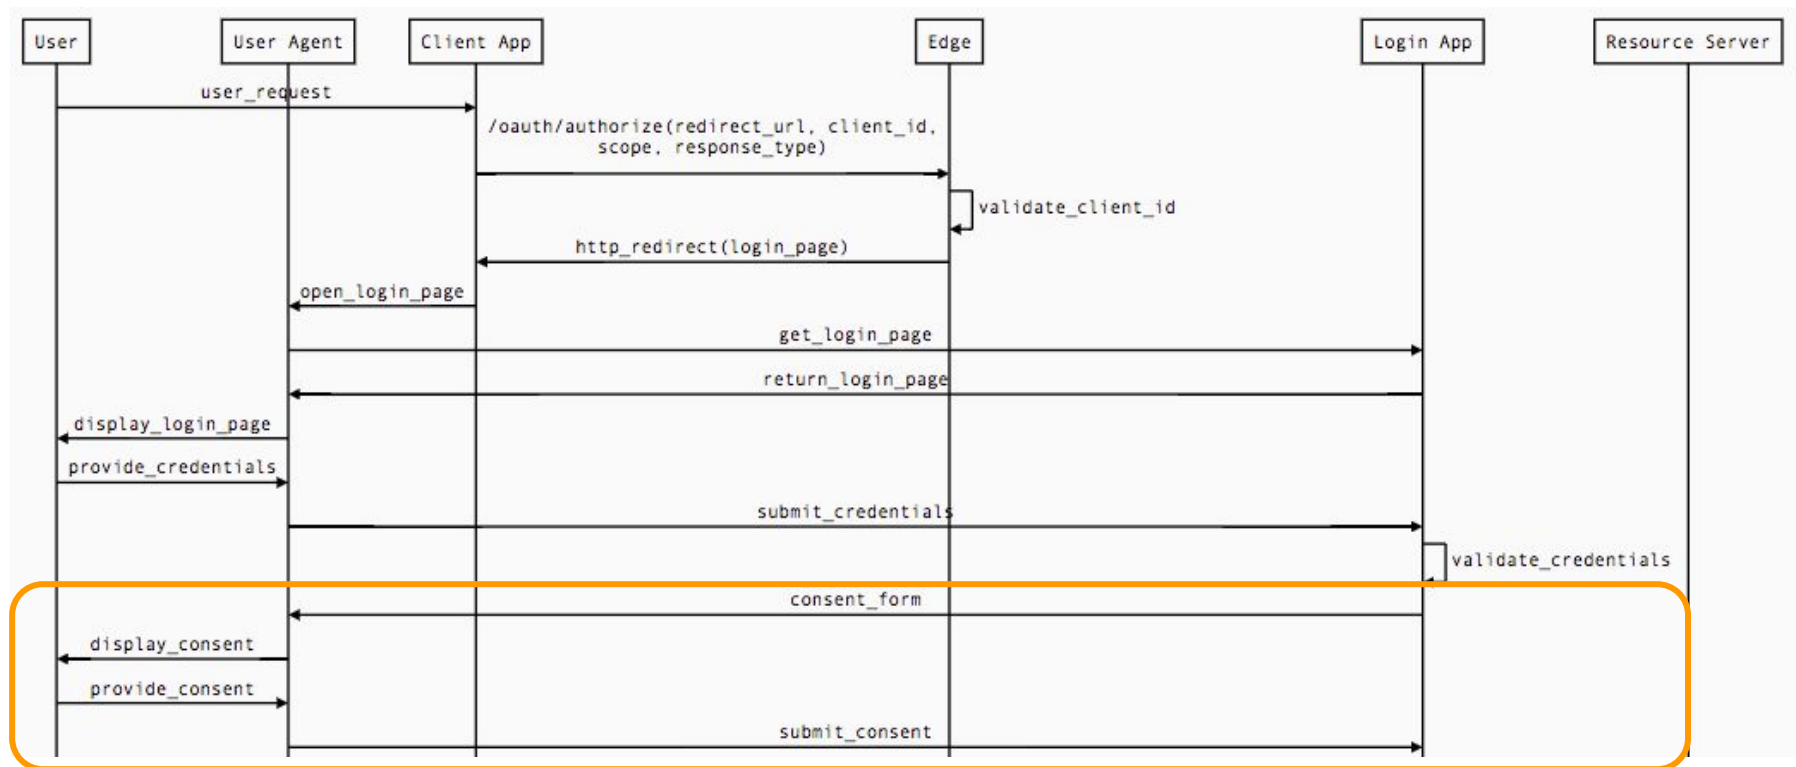 User
User Agent
Client App
Edge
Login App
Resource Server
user_request
/oauth/authorize(redirect_url, client_id,
scope, response_type)
validate_client_id
http_redirect(login_page)
open_login_page
get_login_page
return_login_page
display_login_page
provide_credentials
submit_credentials
validate_credentials
consent_form
display_consent
provide_consent
submit_consent